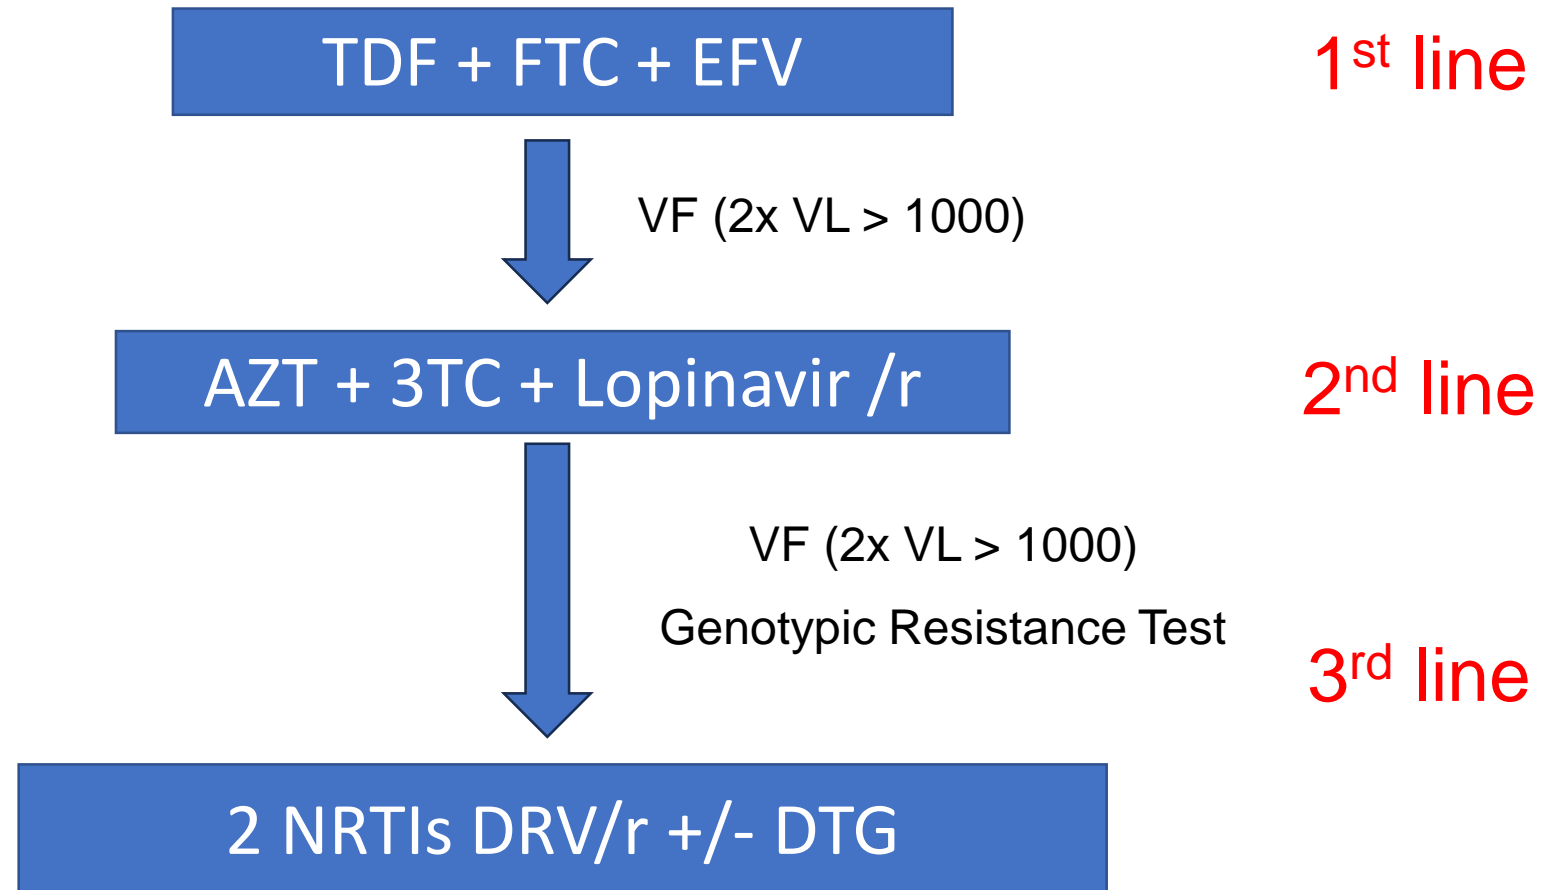 TDF + FTC + EFV
1st line
VF (2x VL > 1000)
AZT + 3TC + Lopinavir /r
2nd line
VF (2x VL > 1000)
Genotypic Resistance Test
3rd line
2 NRTIs DRV/r +/- DTG